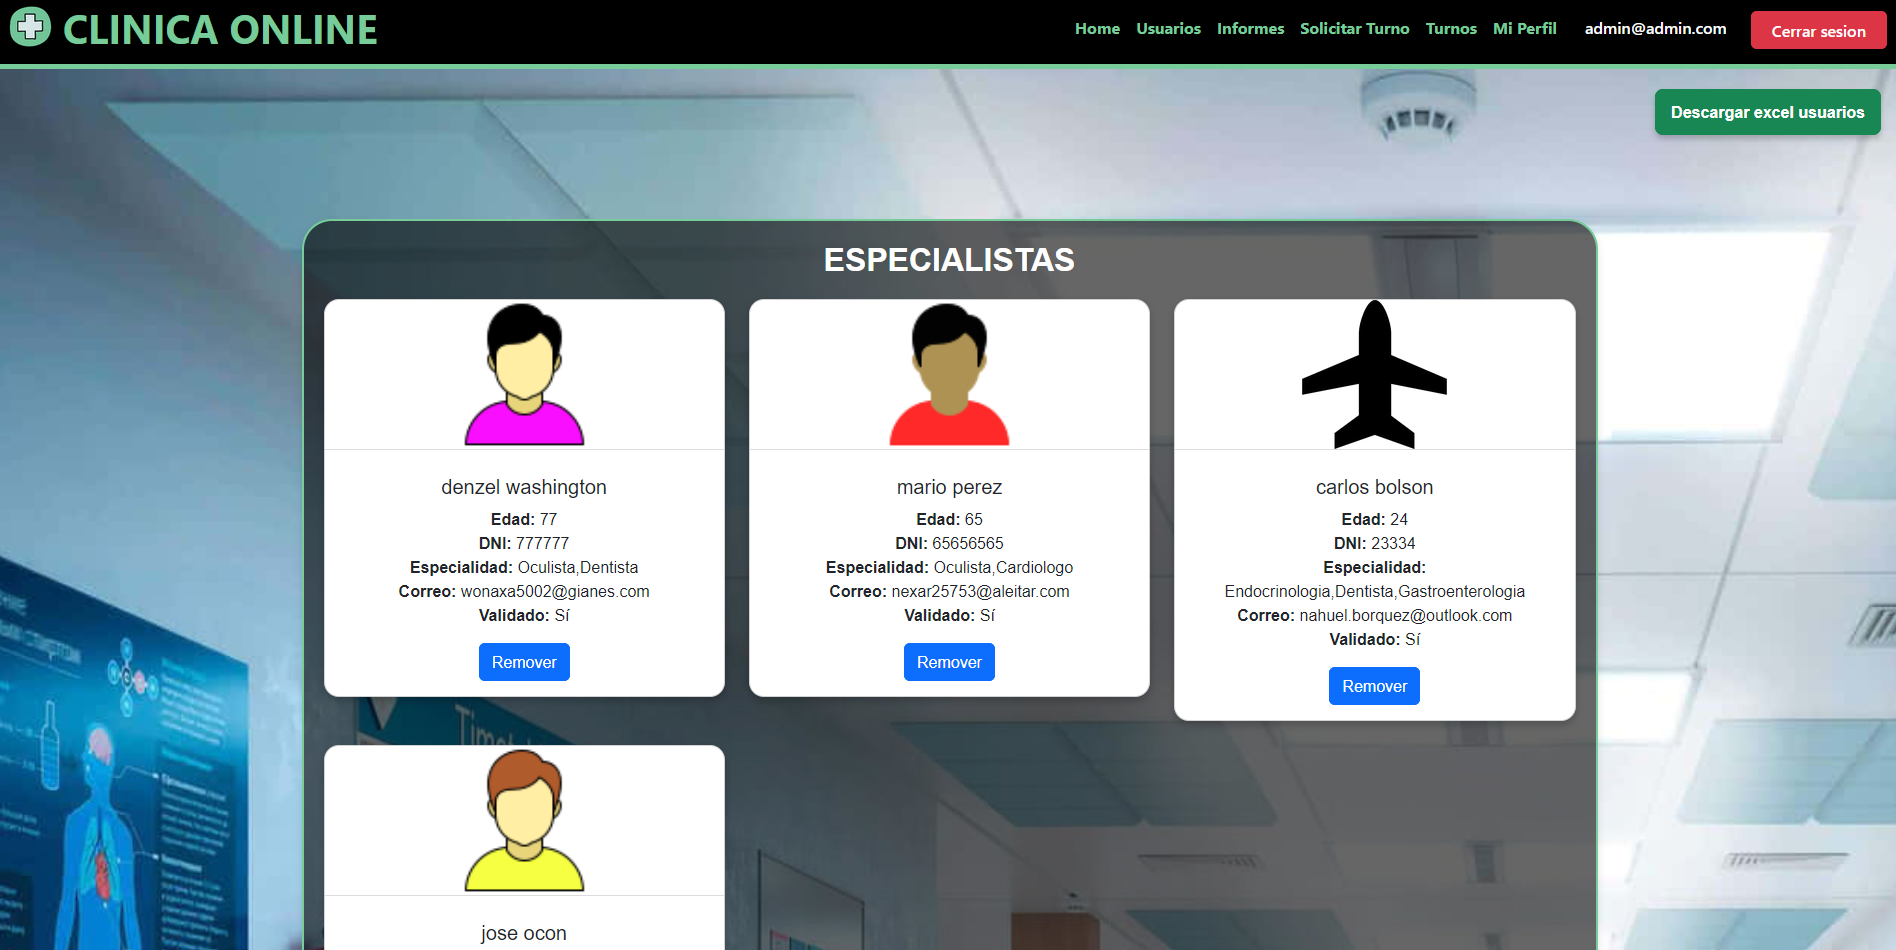 CLINICA ONLINE
Home Usuarios Informes Solicitar Turno Turnos Mi Perfil admin@admin.com Cerrar sesion
Descargar excel usuarios
ESPECIALISTAS
denzel washington
Edad: 77
DNI: 777777
Especialidad: Oculista,Dentista
Correo: wonaxa5002@gianes.com
Validado: Sí
Remover
mario perez
Edad: 65
DNI: 65656565
Especialidad: Oculista,Cardiologo
Correo: nexar25753@aleitar.com
Validado: Sí
Remover
carlos bolson
Edad: 24
DNI: 23334
Especialidad:
Endocrinologia,Dentista,Gastroenterologia
Correo: nahuel.borquez@outlook.com
Validado: Sí
Remover
jose ocon